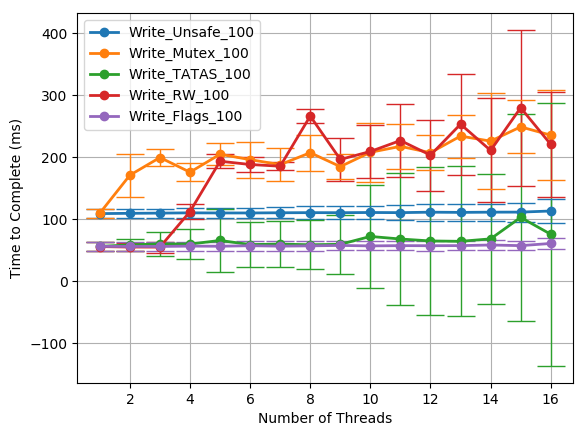 Write_Unsafe_100
Write_Mutex_100
Write_TATAS_100
Write_RW_100
Write_Flags_100
400
300
200
100
0
−100
Time to Complete (ms)
2 4 6 8 10 12 14 16
Number of Threads